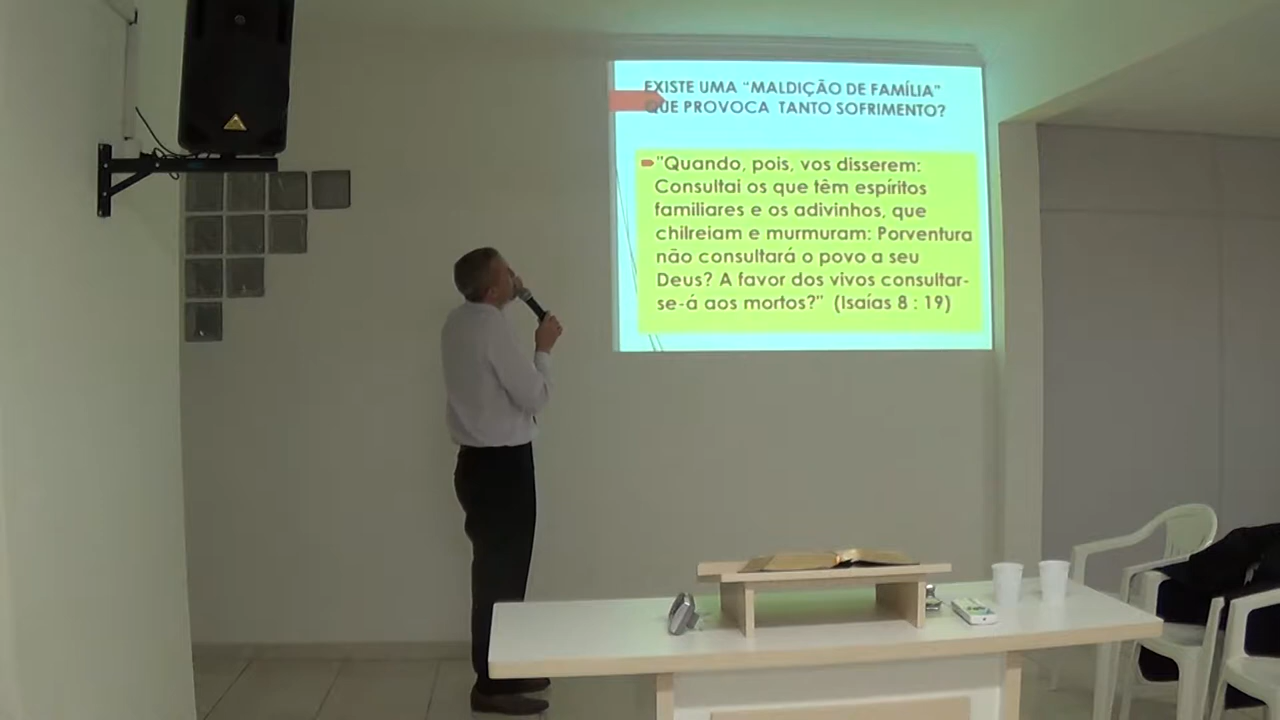 EXISTE UMA “MALDIÇÃO DE FAMÍLIA”
QUE PROVOCA TANTO SOFRIMENTO?
"Quando, pois, vos disserem:
Consultai os que têm espíritos
familiares e os adivinhos, que
chilreiam e murmuram: Porventura
não consultará o povo a seu
Deus? A favor dos vivos consultar-
se-á aos mortos?" (Isaías 8 : 19)